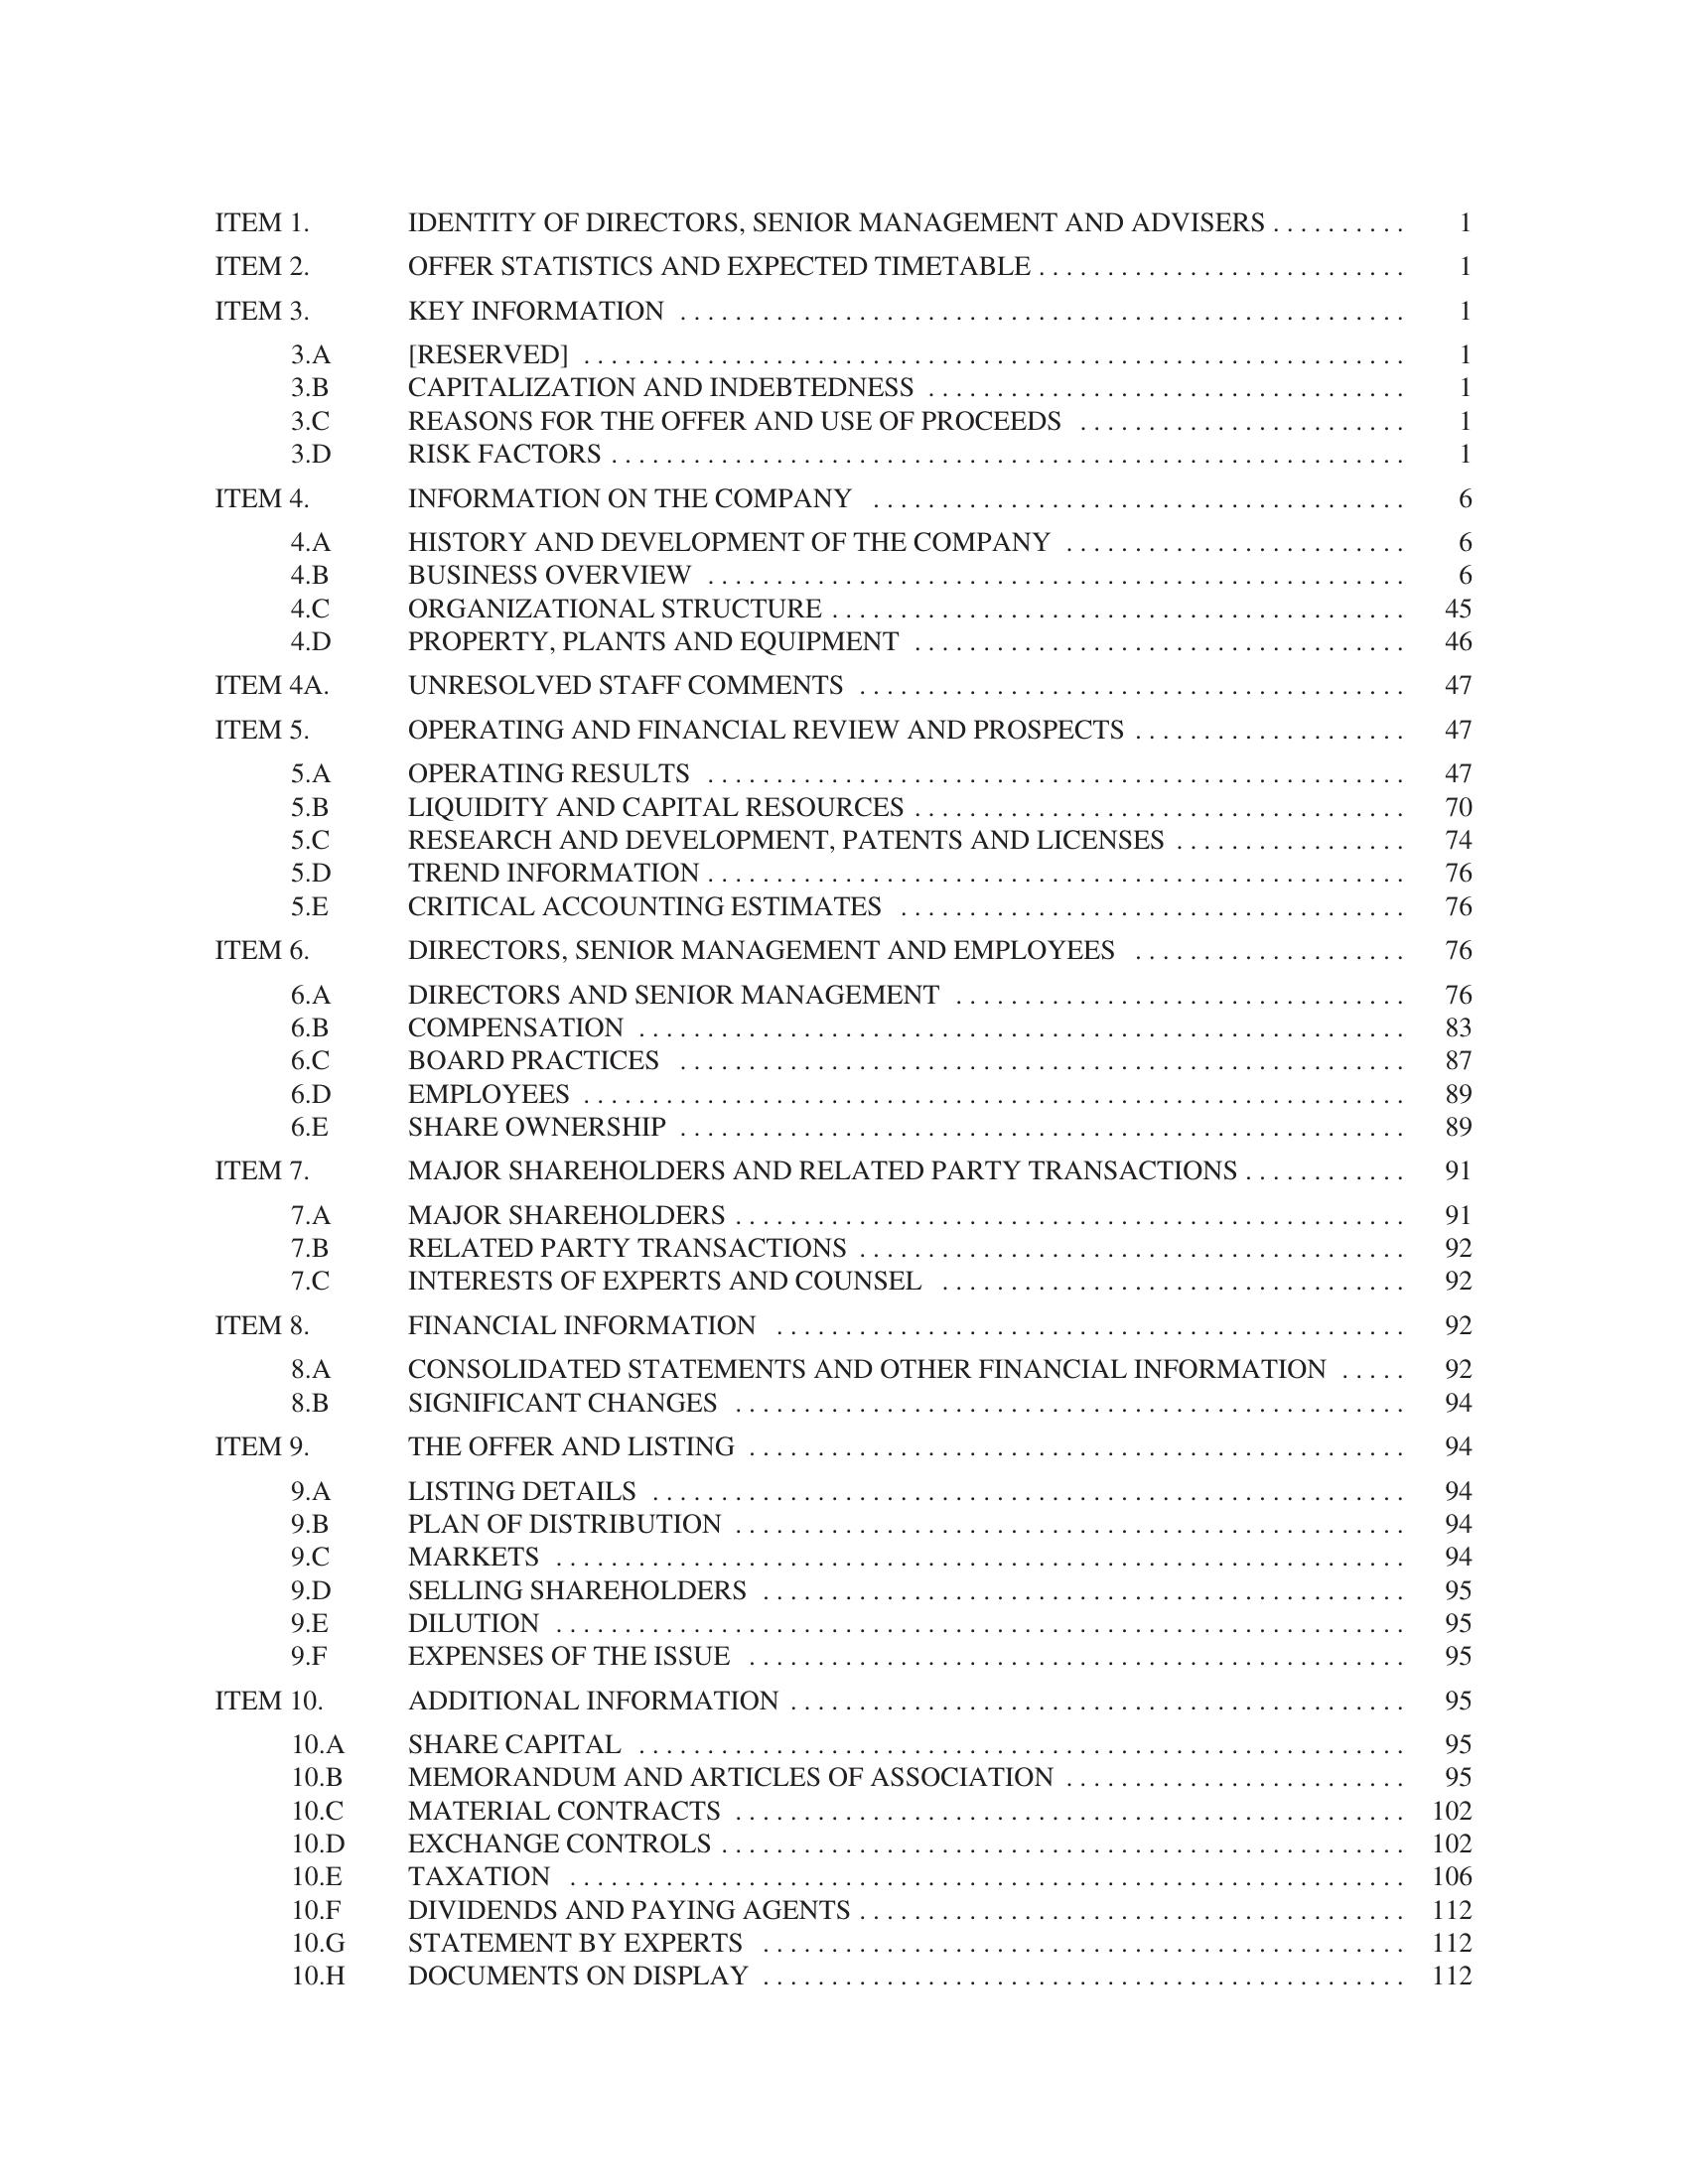 ITEM 1. IDENTITY OF DIRECTORS, SENIOR MANAGEMENT AND ADVISERS . . . . . . . . . . 1
ITEM 2. OFFER STATISTICS AND EXPECTED TIMETABLE . . . . . . . . . . 1
ITEM 3. KEY INFORMATION . . . . . . . . . . 1
3.A [RESERVED] . . . . . . . . . . 1
3.B CAPITALIZATION AND INDEBTEDNESS . . . . . . . . . . 1
3.C REASONS FOR THE OFFER AND USE OF PROCEEDS . . . . . . . . . . 1
3.D RISK FACTORS . . . . . . . . . . 1
ITEM 4. INFORMATION ON THE COMPANY . . . . . . . . . . 6
4.A HISTORY AND DEVELOPMENT OF THE COMPANY . . . . . . . . . . 6
4.B BUSINESS OVERVIEW . . . . . . . . . . 6
4.C ORGANIZATIONAL STRUCTURE . . . . . . . . . . 45
4.D PROPERTY, PLANTS AND EQUIPMENT . . . . . . . . . . 46
ITEM 4A. UNRESOLVED STAFF COMMENTS . . . . . . . . . . 47
ITEM 5. OPERATING AND FINANCIAL REVIEW AND PROSPECTS . . . . . . . . . . 47
5.A OPERATING RESULTS . . . . . . . . . . 47
5.B LIQUIDITY AND CAPITAL RESOURCES . . . . . . . . . . 70
5.C RESEARCH AND DEVELOPMENT, PATENTS AND LICENSES . . . . . . . . . . 74
5.D TREND INFORMATION . . . . . . . . . . 76
5.E CRITICAL ACCOUNTING ESTIMATES . . . . . . . . . . 76
ITEM 6. DIRECTORS, SENIOR MANAGEMENT AND EMPLOYEES . . . . . . . . . . 76
6.A DIRECTORS AND SENIOR MANAGEMENT . . . . . . . . . . 76
6.B COMPENSATION . . . . . . . . . . 83
6.C BOARD PRACTICES . . . . . . . . . . 87
6.D EMPLOYEES . . . . . . . . . . 89
6.E SHARE OWNERSHIP . . . . . . . . . . 89
ITEM 7. MAJOR SHAREHOLDERS AND RELATED PARTY TRANSACTIONS . . . . . . . . . . 91
7.A MAJOR SHAREHOLDERS . . . . . . . . . . 91
7.B RELATED PARTY TRANSACTIONS . . . . . . . . . . 92
7.C INTERESTS OF EXPERTS AND COUNSEL . . . . . . . . . . 92
ITEM 8. FINANCIAL INFORMATION . . . . . . . . . . 92
8.A CONSOLIDATED STATEMENTS AND OTHER FINANCIAL INFORMATION . . . . . 92
8.B SIGNIFICANT CHANGES . . . . . . . . . . 94
ITEM 9. THE OFFER AND LISTING . . . . . . . . . . 94
9.A LISTING DETAILS . . . . . . . . . . 94
9.B PLAN OF DISTRIBUTION . . . . . . . . . . 94
9.C MARKETS . . . . . . . . . . 94
9.D SELLING SHAREHOLDERS . . . . . . . . . . 95
9.E DILUTION . . . . . . . . . . 95
9.F EXPENSES OF THE ISSUE . . . . . . . . . . 95
ITEM 10. ADDITIONAL INFORMATION . . . . . . . . . . 95
10.A SHARE CAPITAL . . . . . . . . . . 95
10.B MEMORANDUM AND ARTICLES OF ASSOCIATION . . . . . . . . . . 95
10.C MATERIAL CONTRACTS . . . . . . . . . . 102
10.D EXCHANGE CONTROLS . . . . . . . . . . 102
10.E TAXATION . . . . . . . . . . 106
10.F DIVIDENDS AND PAYING AGENTS . . . . . . . . . . 112
10.G STATEMENT BY EXPERTS . . . . . . . . . . 112
10.H DOCUMENTS ON DISPLAY . . . . . . . . . . 112